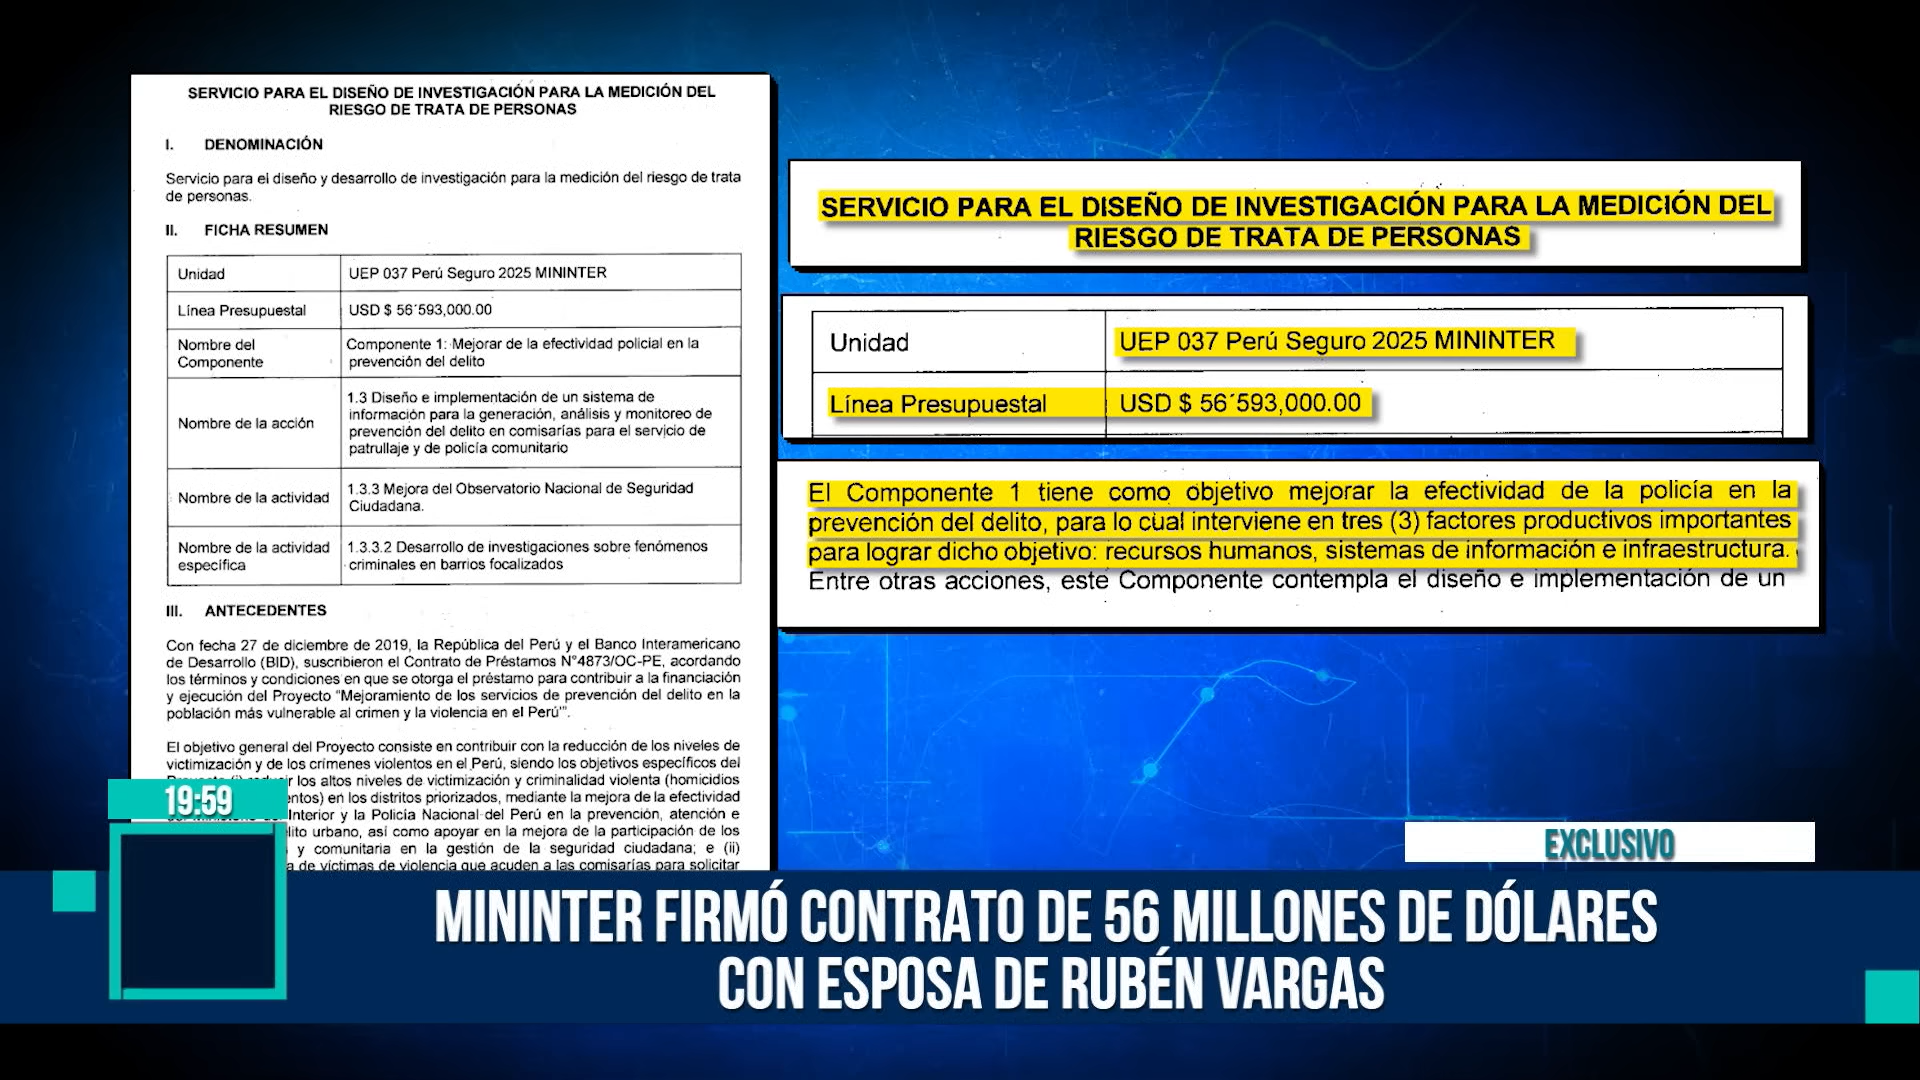 SERVICIO PARA EL DISEÑO DE INVESTIGACIÓN PARA LA MEDICIÓN DEL
RIESGO DE TRATA DE PERSONAS
I. DENOMINACIÓN
Servicio para el diseño y desarrollo de investigación para la medición del riesgo de trata
de personas.
II. FICHA RESUMEN
Unidad UEP 037 Perú Seguro 2025 MININTER
Línea Presupuestal USD $ 56´593,000.00
Nombre del Componente 1: Mejorar de la efectividad policial en la
Componente prevención del delito
1.3 Diseño e implementación de un sistema de
información para la generación, análisis y monitoreo de
Nombre de la acción
prevención del delito en comisarías para el servicio de
patrullaje y de policía comunitario
Nombre de la actividad 1.3.3 Mejora del Observatorio Nacional de Seguridad
Ciudadana.
Nombre de la actividad 1.3.3.2 Desarrollo de investigaciones sobre fenómenos
específica criminales en barrios focalizados
III. ANTECEDENTES
Con fecha 27 de diciembre de 2019, la República del Perú y el Banco Interamericano
de Desarrollo (BID), suscribieron el Contrato de Préstamos N°4873/OC-PE, acordando
los términos y condiciones en que se otorga el préstamo para contribuir a la financiación
y ejecución del Proyecto "Mejoramiento de los servicios de prevención del delito en la
población más vulnerable al crimen y la violencia en el Perú'".
El objetivo general del Proyecto consiste en contribuir con la reducción de los niveles de
victimización y de los crímenes violentos en el Perú, siendo los objetivos específicos del
los altos niveles de victimización y criminalidad violenta (homicidios
en los distritos priorizados, mediante la mejora de la efectividad
Interior y la Policía Nacional del Perú en la prevención, atención e
urbano, así como apoyar en la mejora de la participación de los
y comunitaria en la gestión de la seguridad ciudadana; e (ii)
de víctimas de violencia que acuden a las comisarías para solicitar
SERVICIO PARA EL DISEÑO DE INVESTIGACIÓN PARA LA MEDICIÓN DEL
RIESGO DE TRATA DE PERSONAS
Unidad UEP 037 Perú Seguro 2025 MININTER
Línea Presupuestal USD $ 56´593,000.00
El Componente 1 tiene como objetivo mejorar la efectividad de la policía en la
prevención del delito, para lo cual interviene en tres (3) factores productivos importantes
para lograr dicho objetivo: recursos humanos, sistemas de información e infraestructura.
Entre otras acciones, este Componente contempla el diseño e implementación de un
19:59
EXCLUSIVO
MININTER FIRMÓ CONTRATO DE 56 MILLONES DE DÓLARES
CON ESPOSA DE RUBÉN VARGAS